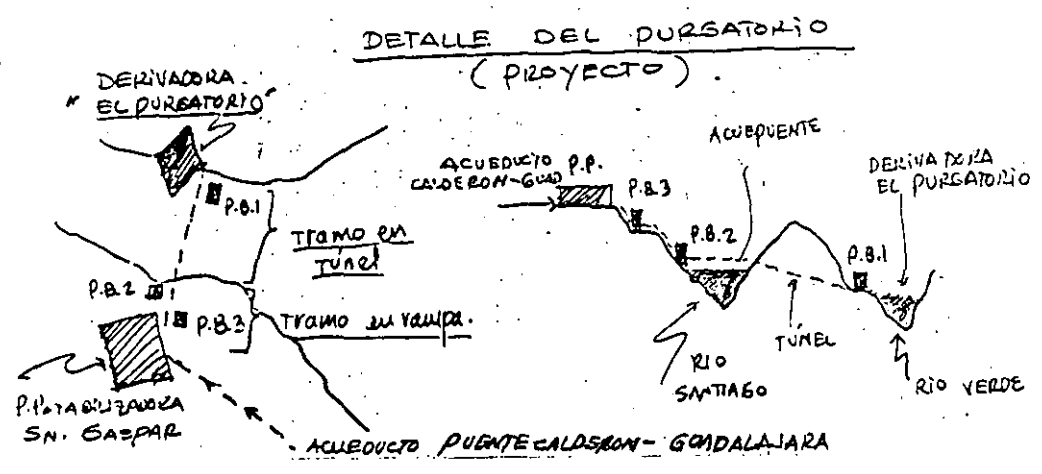 DETALLE DEL PURGATORIO
(PROYECTO).
DERIVADORA.
"EL PURGATORIO"
P.B.1
Tramo en
Túnel
P.B.2
P.B.3
Tramo en rampa.
P. POTABILIZADORA
SN. GASPAR
ACUEDUCTO PUENTE CALDERON-GUADALAJARA
ACUEDUCTO
CALDERON-GUAD
P.P.
P.B.3
P.B.2
ACUEPUENTE
P.B.1
DERIVADORA
EL PURGATORIO
TÚNEL
RIO
SANTIAGO
RIO VERDE